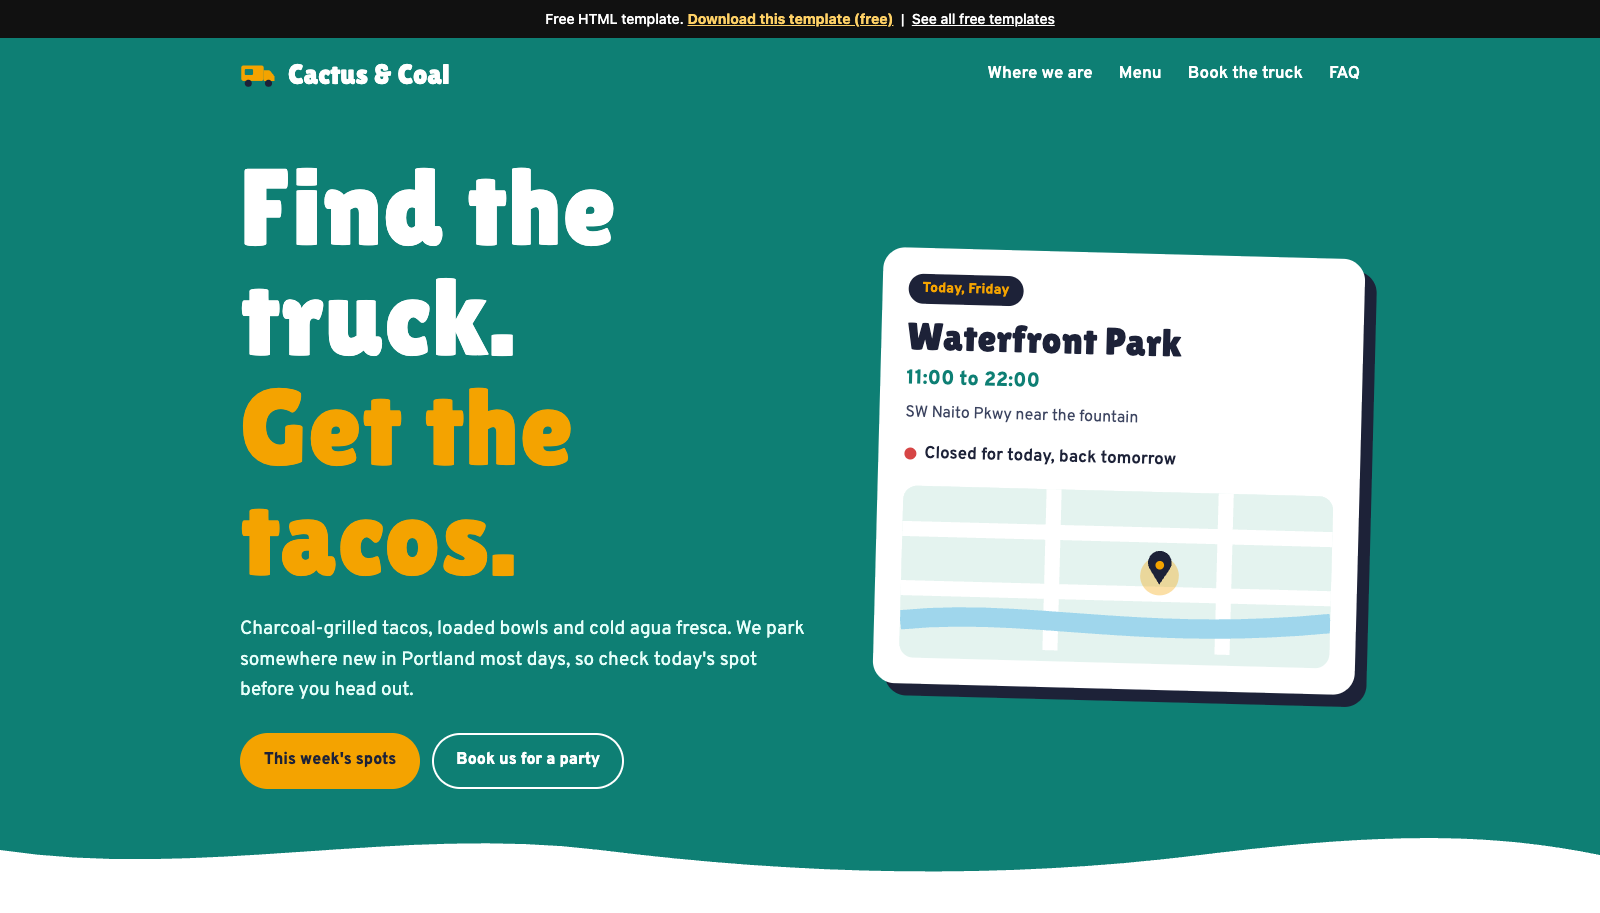 Free HTML template. Download this template (free) | See all free templates
Cactus & Coal
Where we are Menu Book the truck FAQ
Find the
truck.
Get the
tacos.
Charcoal-grilled tacos, loaded bowls and cold agua fresca. We park
somewhere new in Portland most days, so check today's spot
before you head out.
This week's spots
Book us for a party
Today, Friday
Waterfront Park
11:00 to 22:00
SW Naito Pkwy near the fountain
Closed for today, back tomorrow